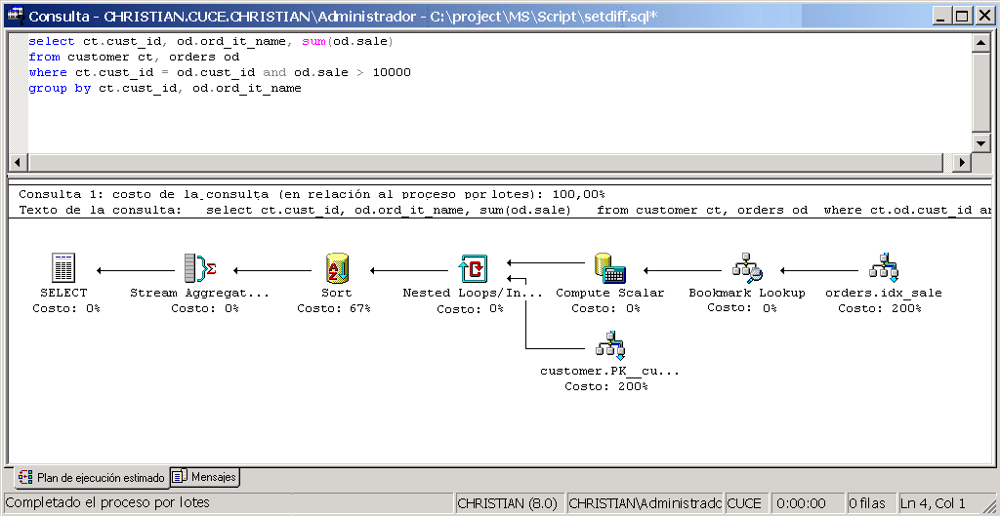 Consulta - CHRISTIAN.CUCE.CHRISTIAN\Administrador - C:\project\MS\Script\setdiff.sql*
select ct.cust_id, od.ord_it_name, sum(od.sale)
from customer ct, orders od
where ct.cust_id = od.cust_id and od.sale > 10000
group by ct.cust_id, od.ord_it_name
Consulta 1: costo de la consulta (en relación al proceso por lotes): 100,00%
Texto de la consulta: select ct.cust_id, od.ord_it_name, sum(od.sale) from customer ct, orders od where ct.od.cust_id an
SELECT
Costo: 0%
Stream Aggregat...
Costo: 0%
Sort
Costo: 67%
Nested Loops/In...
Costo: 0%
Compute Scalar
Costo: 0%
Bookmark Lookup
Costo: 0%
orders.idx_sale
Costo: 200%
customer.PK__cu...
Costo: 200%
Plan de ejecución estimado
Mensajes
Completado el proceso por lotes
CHRISTIAN (8.0)
CHRISTIAN\Administrado
CUCE
0:00:00
0 filas
Ln 4, Col 1